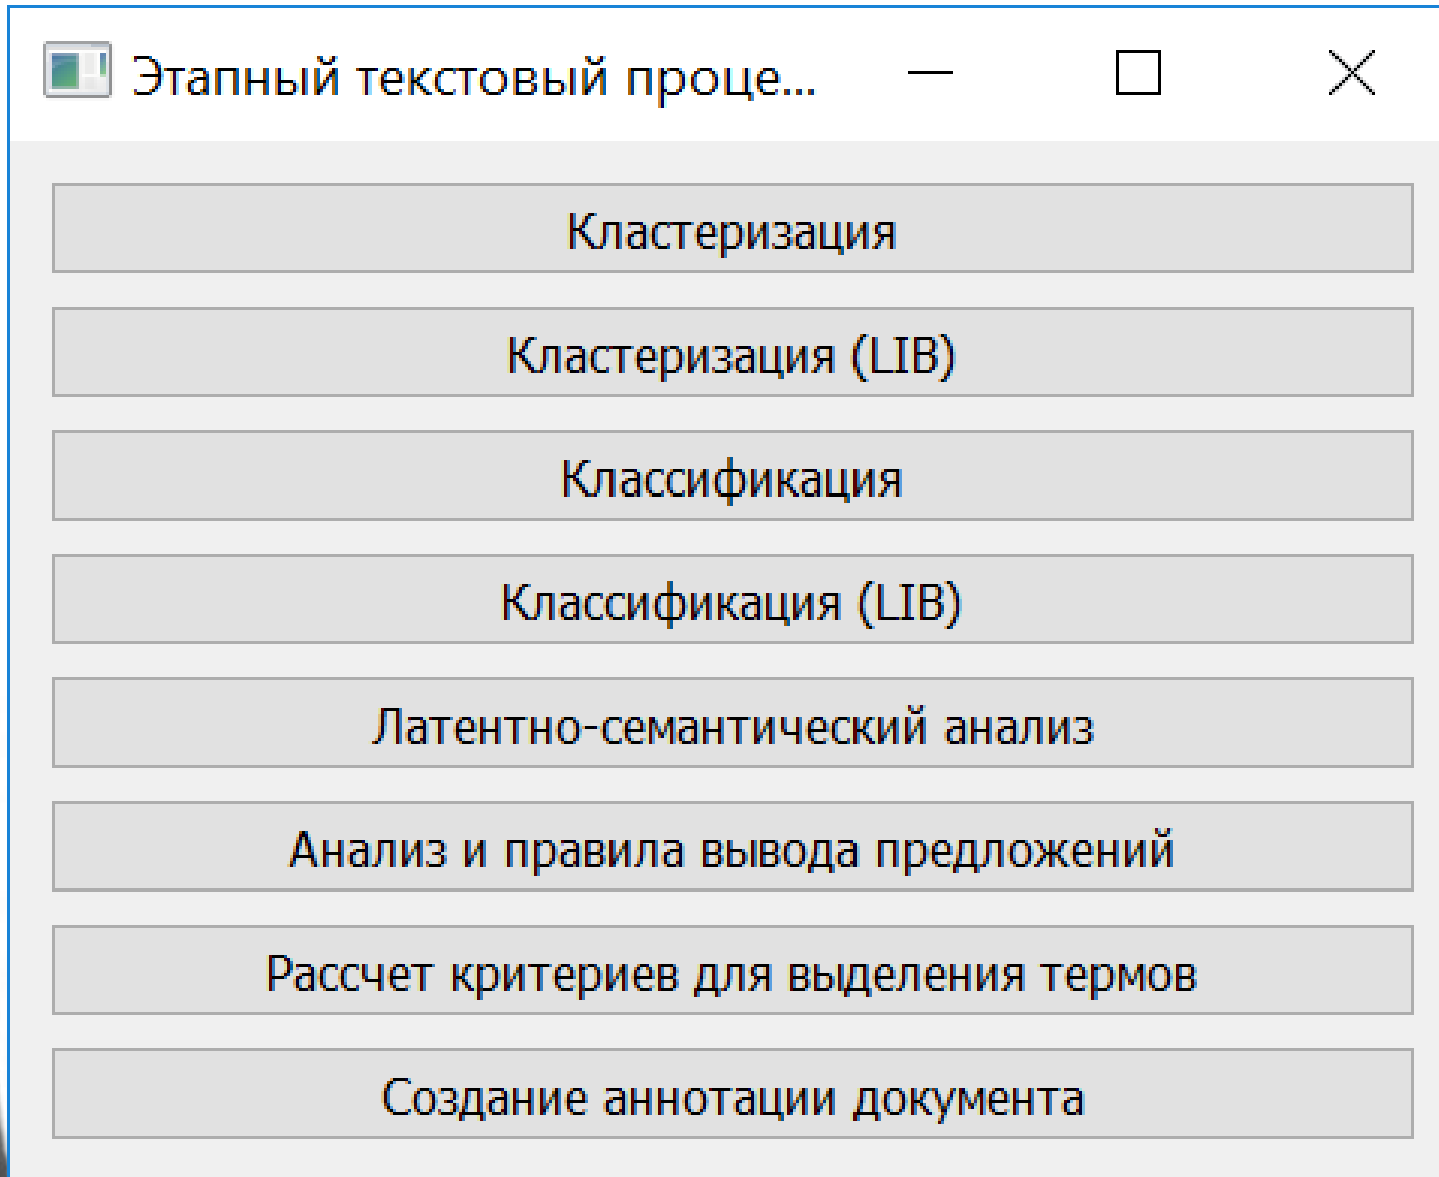 Этапный текстовый проце...
Кластеризация
Кластеризация (LIB)
Классификация
Классификация (LIB)
Латентно-семантический анализ
Анализ и правила вывода предложений
Рассчет критериев для выделения термов
Создание аннотации документа